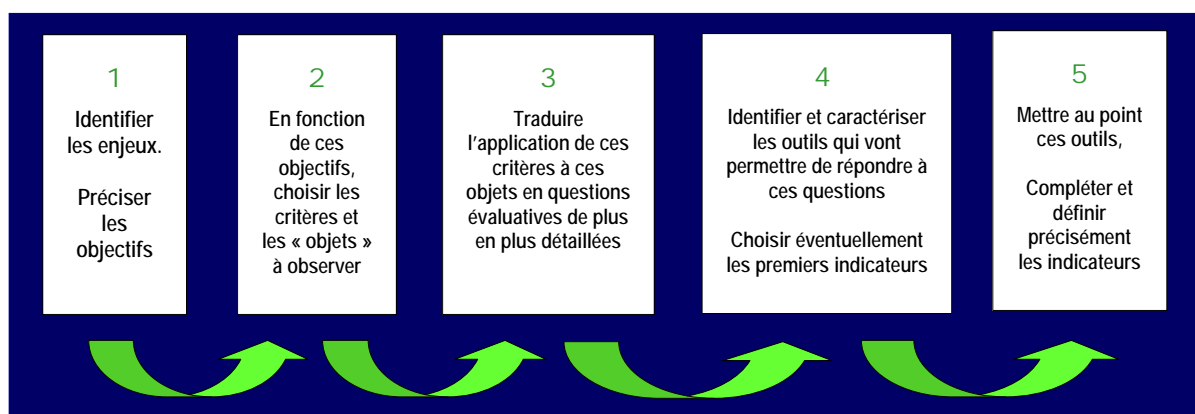 1
Identifier
les enjeux.
Préciser
les
objectifs
2
En fonction
de ces
objectifs,
choisir les
critères et
les « objets »
à observer
3
Traduire
l'application de ces
critères à ces
objets en questions
évaluatives de plus
en plus détaillées
4
Identifier et caractériser
les outils qui vont
permettre de répondre à
ces questions
Choisir éventuellement
les premiers indicateurs
5
Mettre au point
ces outils,
Compléter et
définir
précisément
les indicateurs